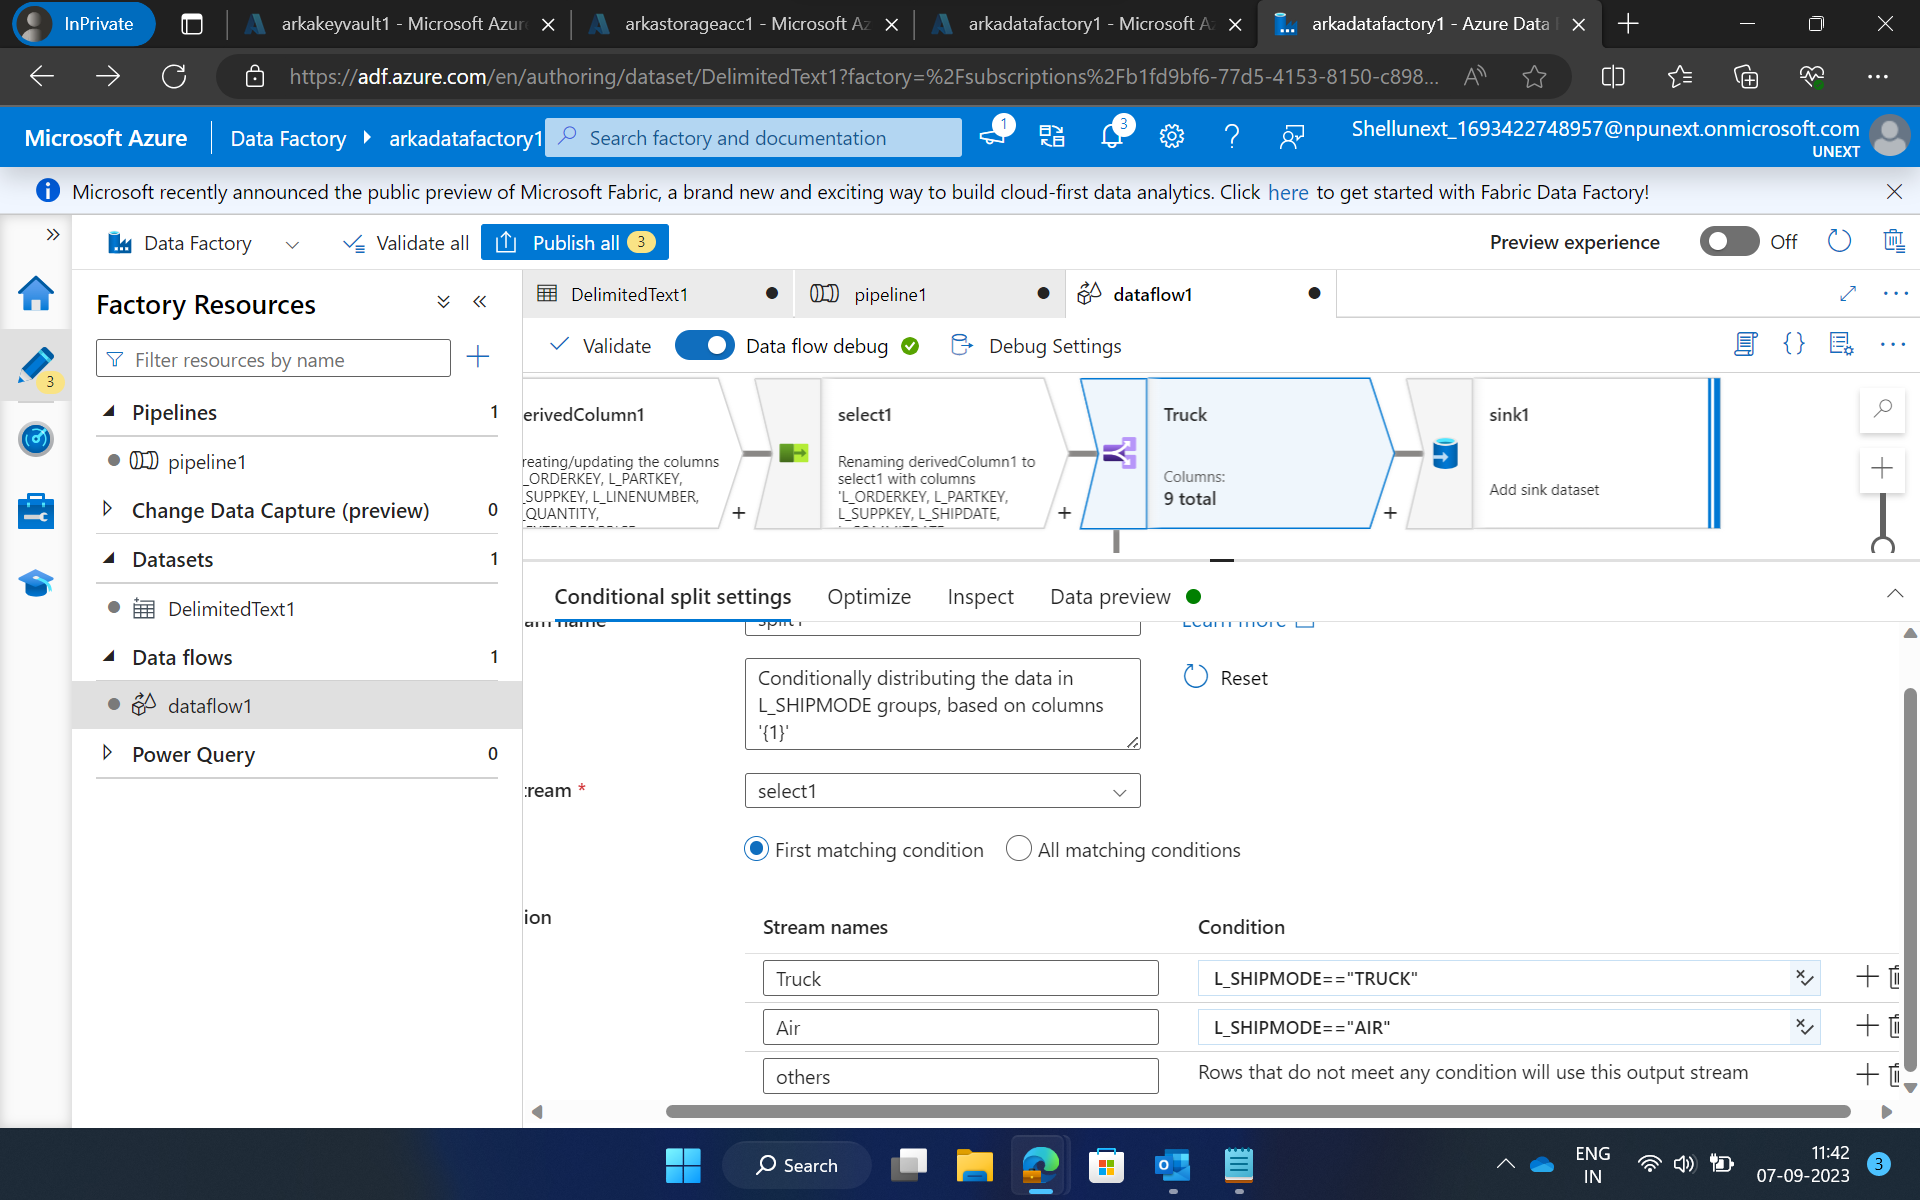 InPrivate
arkakeyvault1 - Microsoft Azur
arkastorageacc1 - Microsoft Az
arkadatafactory1 - Microsoft Az
arkadatafactory1 - Azure Data
https://adf.azure.com/en/authoring/dataset/DelimitedText1?factory=%2Fsubscriptions%2Fb1fd9bf6-77d5-4153-8150-c898...
Microsoft Azure
Data Factory
arkadatafactory1
Search factory and documentation
1
3
Shellunext_1693422748957@npunext.onmicrosoft.com
UNEXT
Microsoft recently announced the public preview of Microsoft Fabric, a brand new and exciting way to build cloud-first data analytics. Click here to get started with Fabric Data Factory!
Data Factory
Validate all
Publish all 3
Preview experience
Off
3
Factory Resources
Filter resources by name
Pipelines 1
pipeline1
Change Data Capture (preview) 0
Datasets 1
DelimitedText1
Data flows 1
dataflow1
Power Query 0
DelimitedText1
pipeline1
dataflow1
Validate
Data flow debug
Debug Settings
erivedColumn1
reating/updating the columns
_ORDERKEY, L_PARTKEY,
_SUPPKEY, L_LINENUMBER,
_QUANTITY,
select1
Renaming derivedColumn1 to
select1 with columns
'L_ORDERKEY, L_PARTKEY,
L_SUPPKEY, L_SHIPDATE,
Truck
Columns:
9 total
sink1
Add sink dataset
Conditional split settings
Optimize
Inspect
Data preview
split1
Learn more
Conditionally distributing the data in
L_SHIPMODE groups, based on columns
'{1}'
Reset
tream *
select1
First matching condition
All matching conditions
ion
Stream names
Condition
Truck
L_SHIPMODE=="TRUCK"
Air
L_SHIPMODE=="AIR"
others
Rows that do not meet any condition will use this output stream
Search
ENG
IN
11:42
07-09-2023
3